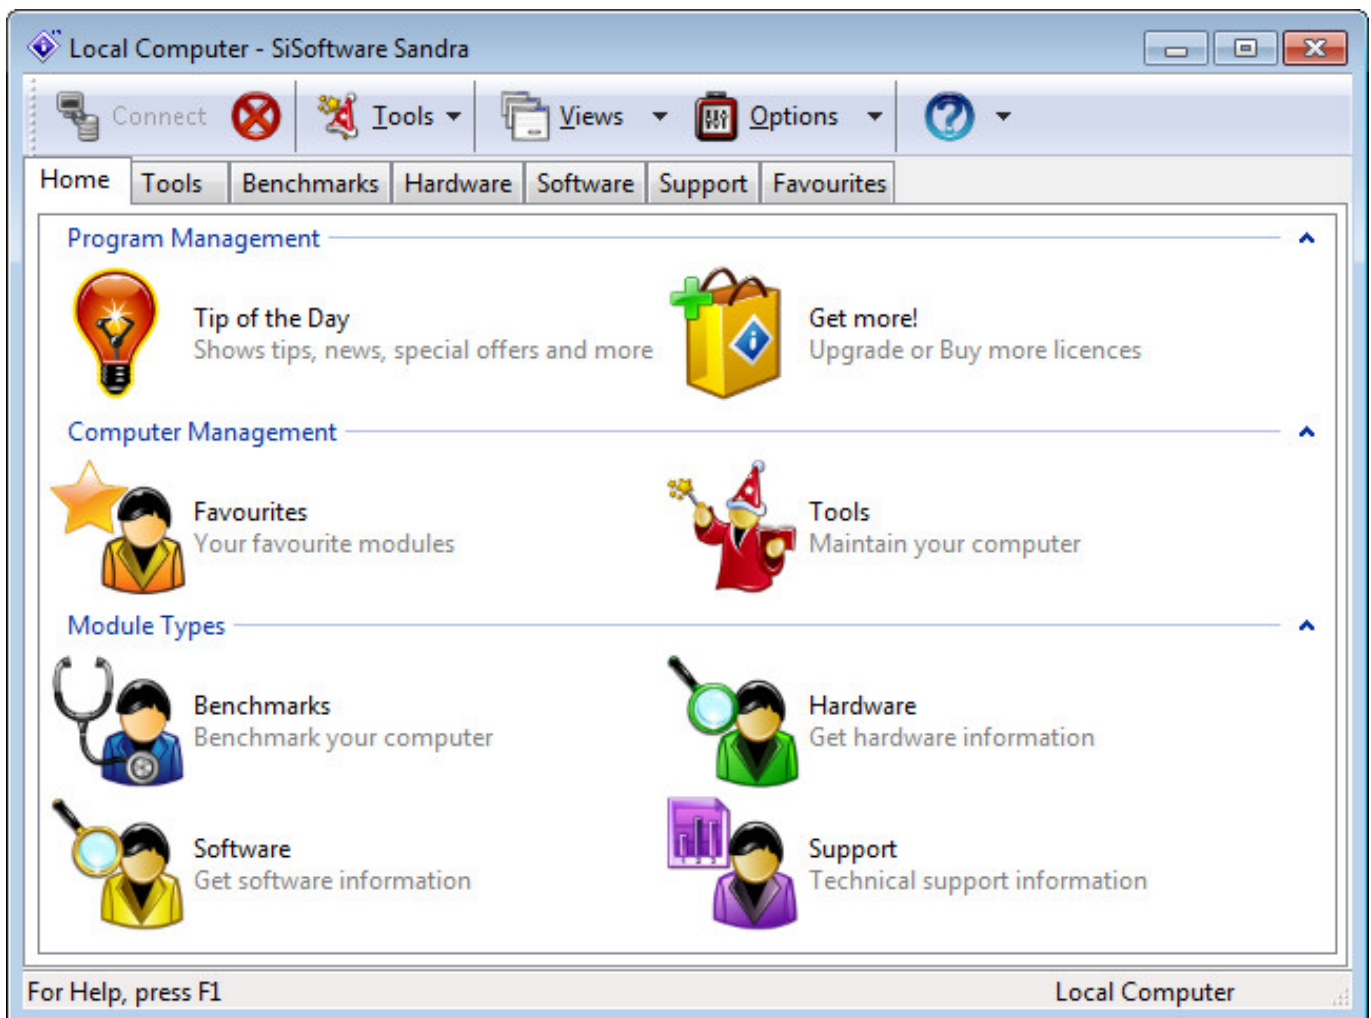 Local Computer - SiSoftware Sandra
Connect Tools Views Options
Home Tools Benchmarks Hardware Software Support Favourites
Program Management
Tip of the Day
Shows tips, news, special offers and more
Get more!
Upgrade or Buy more licences
Computer Management
Favourites
Your favourite modules
Tools
Maintain your computer
Module Types
Benchmarks
Benchmark your computer
Hardware
Get hardware information
Software
Get software information
Support
Technical support information
For Help, press F1
Local Computer